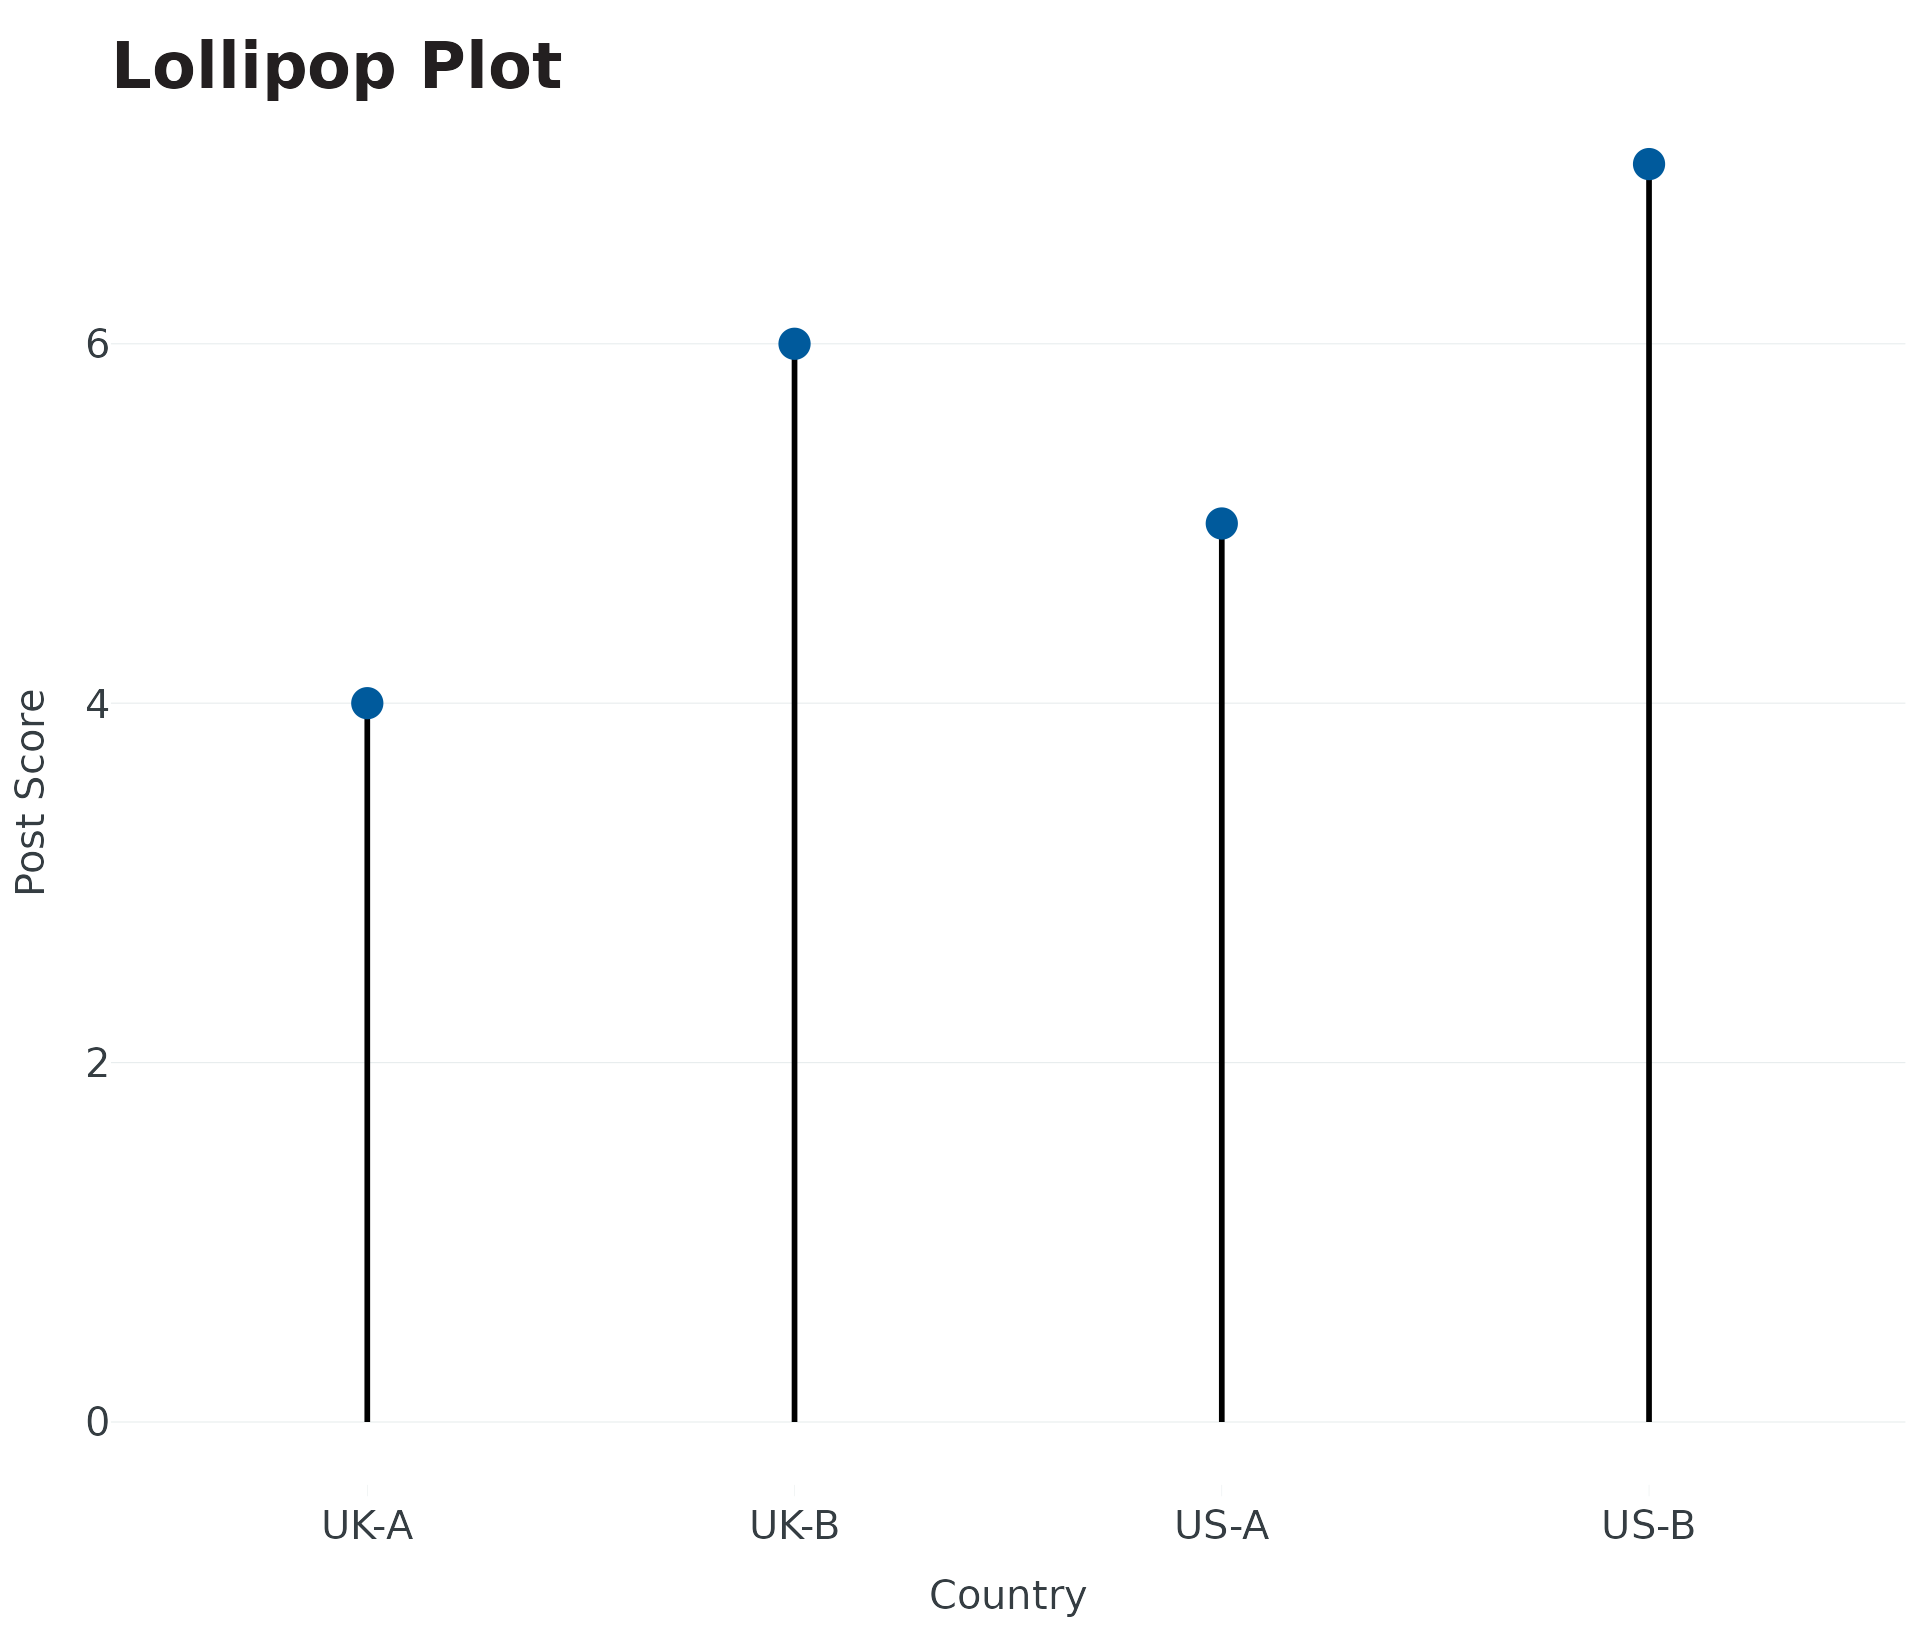 Lollipop Plot
6
4
2
0
Post Score
UK-A UK-B US-A US-B
Country